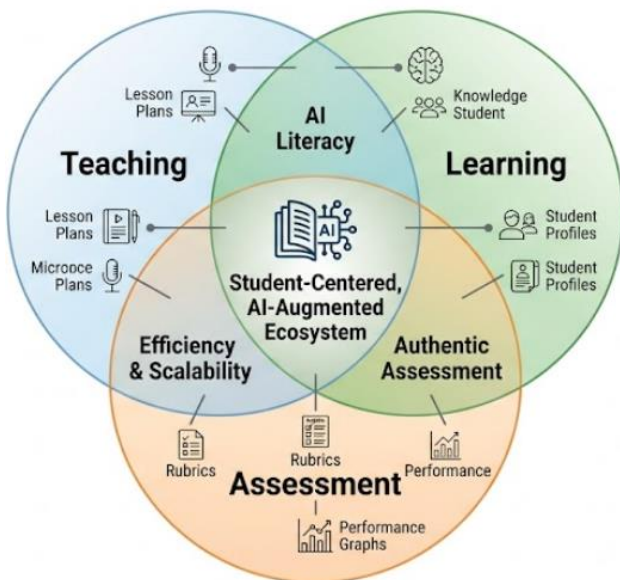 Lesson
Plans
AI
Literacy
Knowledge
Student
Teaching
Learning
Lesson
Plans
AI
Student
Profiles
Microoce
Plans
Student-Centered,
AI-Augmented
Ecosystem
Student
Profiles
Efficiency
& Scalability
Authentic
Assessment
Rubrics
Rubrics
Performance
Assessment
Performance
Graphs